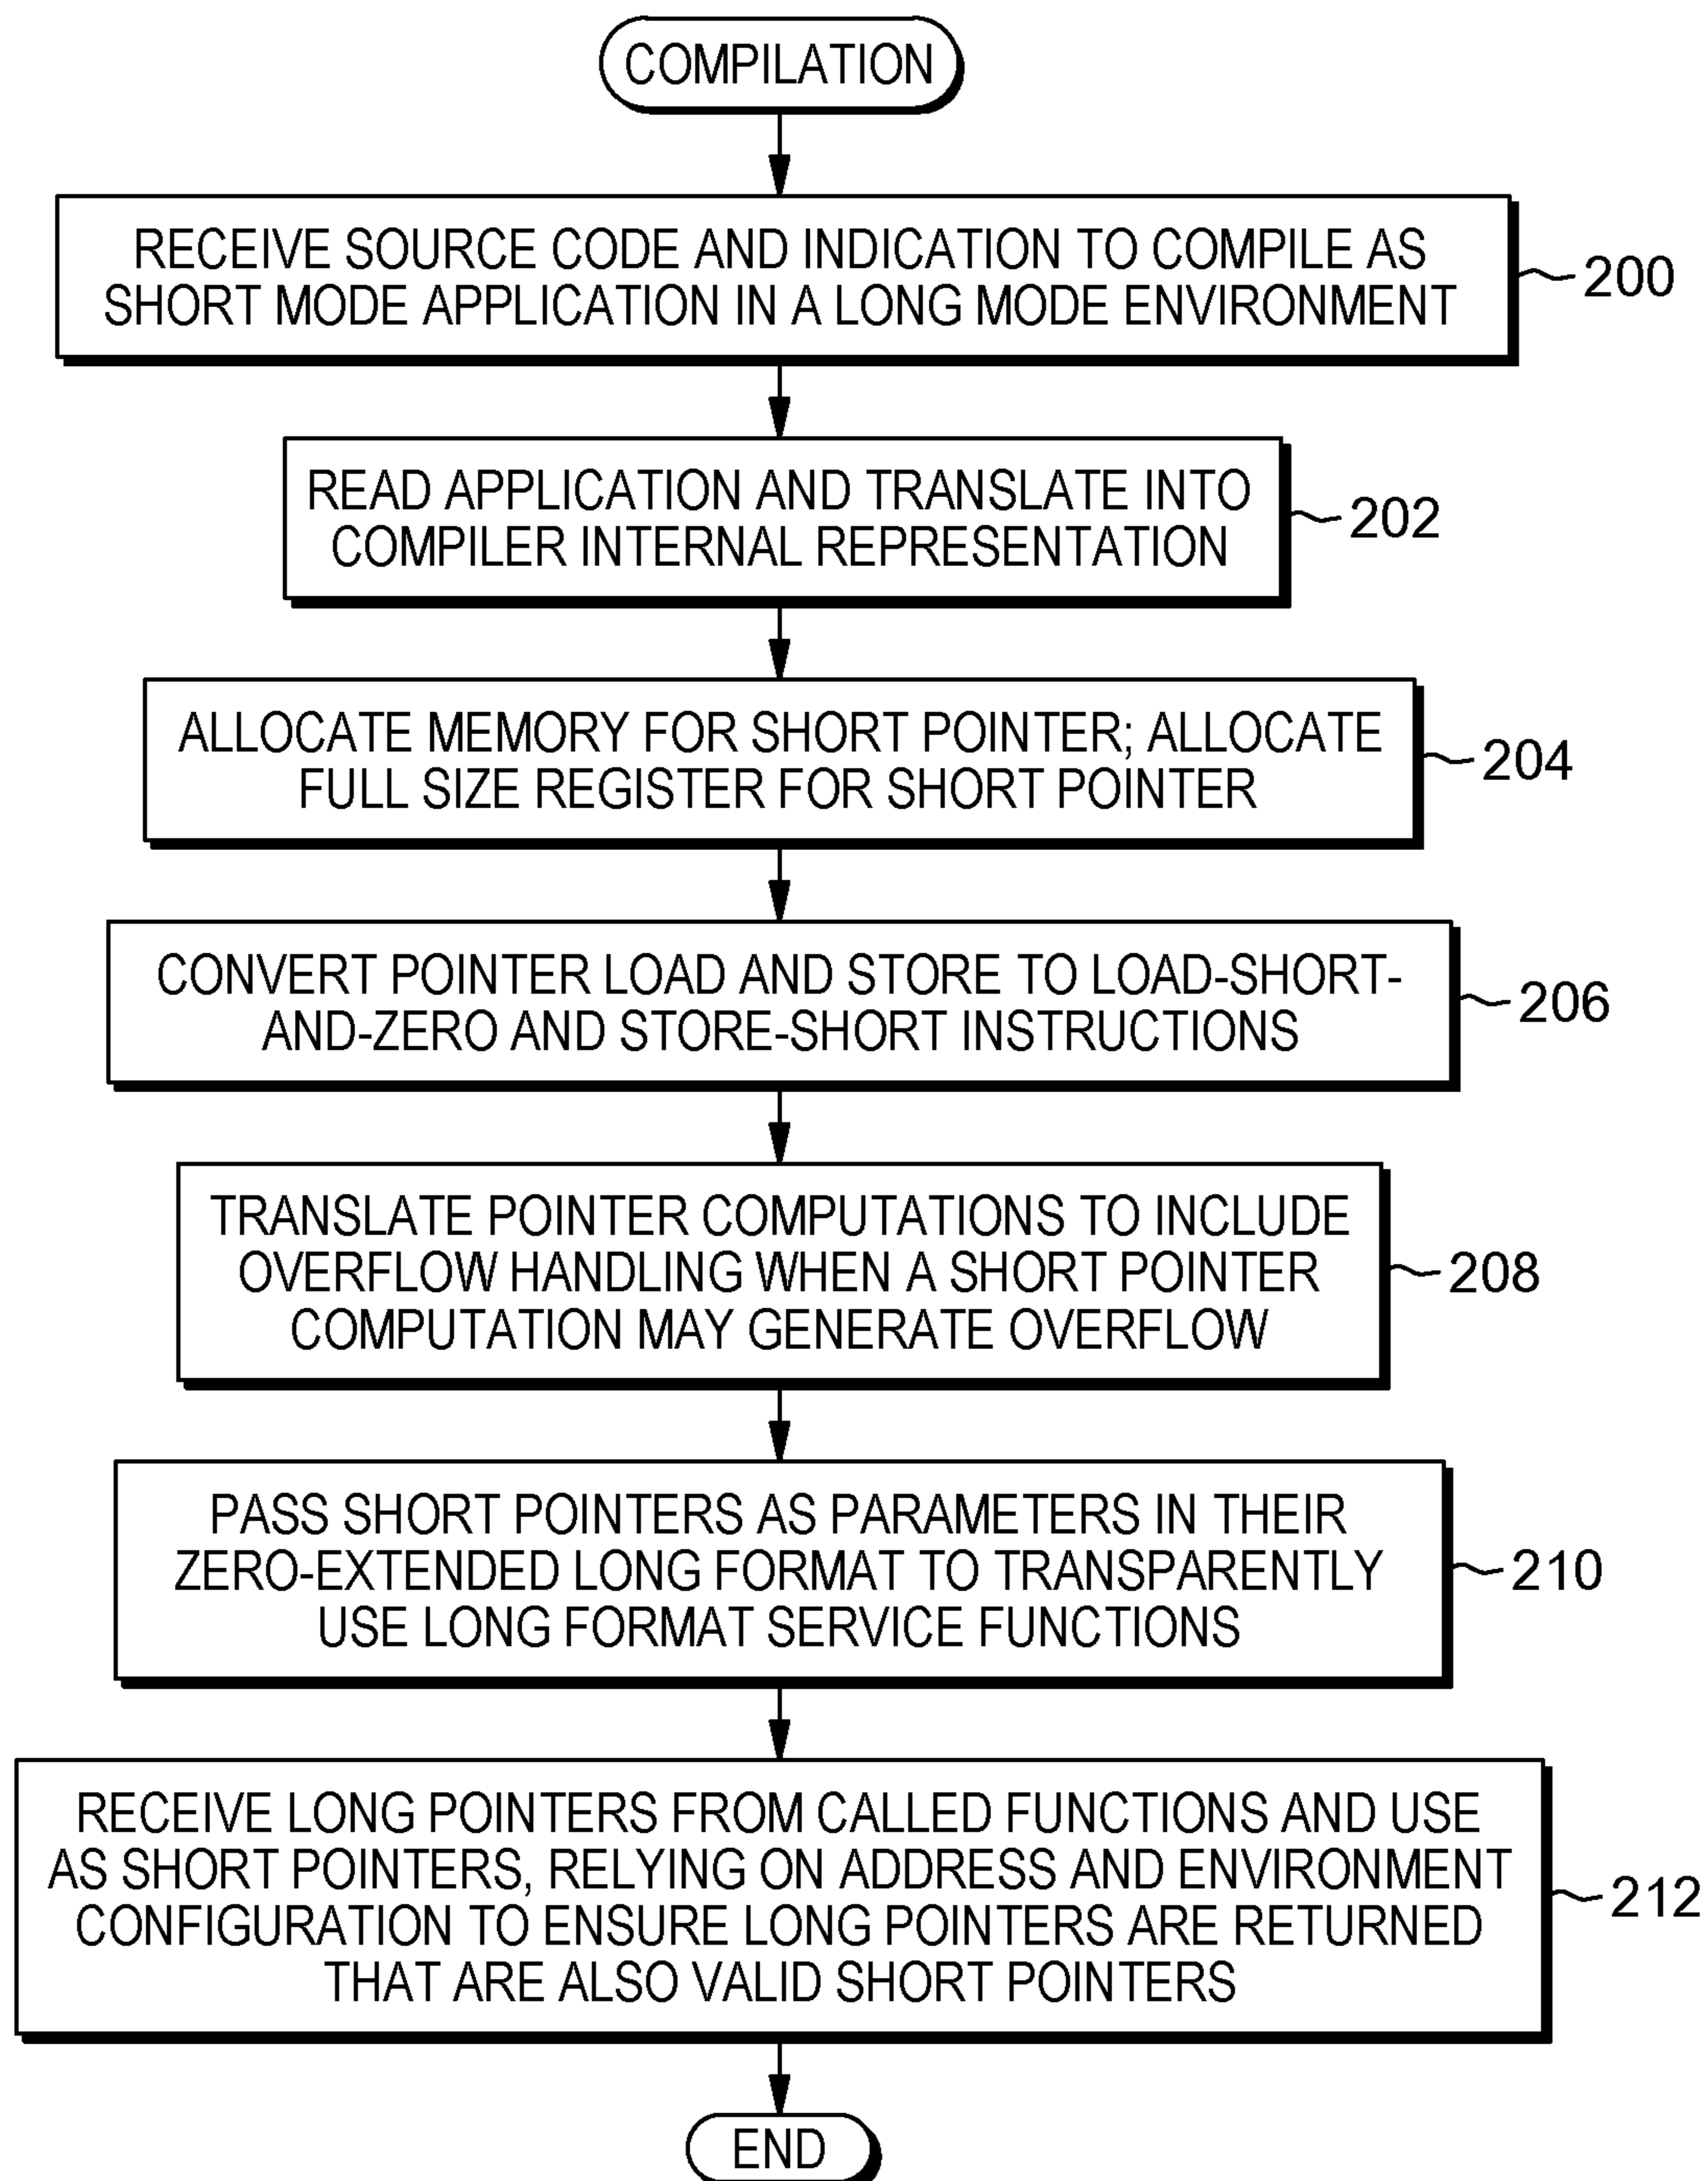 COMPILATION
RECEIVE SOURCE CODE AND INDICATION TO COMPILE AS
SHORT MODE APPLICATION IN A LONG MODE ENVIRONMENT
200
READ APPLICATION AND TRANSLATE INTO
COMPILER INTERNAL REPRESENTATION
202
ALLOCATE MEMORY FOR SHORT POINTER; ALLOCATE
FULL SIZE REGISTER FOR SHORT POINTER
204
CONVERT POINTER LOAD AND STORE TO LOAD-SHORT-
AND-ZERO AND STORE-SHORT INSTRUCTIONS
206
TRANSLATE POINTER COMPUTATIONS TO INCLUDE
OVERFLOW HANDLING WHEN A SHORT POINTER
COMPUTATION MAY GENERATE OVERFLOW
208
PASS SHORT POINTERS AS PARAMETERS IN THEIR
ZERO-EXTENDED LONG FORMAT TO TRANSPARENTLY
USE LONG FORMAT SERVICE FUNCTIONS
210
RECEIVE LONG POINTERS FROM CALLED FUNCTIONS AND USE
AS SHORT POINTERS, RELYING ON ADDRESS AND ENVIRONMENT
CONFIGURATION TO ENSURE LONG POINTERS ARE RETURNED
THAT ARE ALSO VALID SHORT POINTERS
212
END